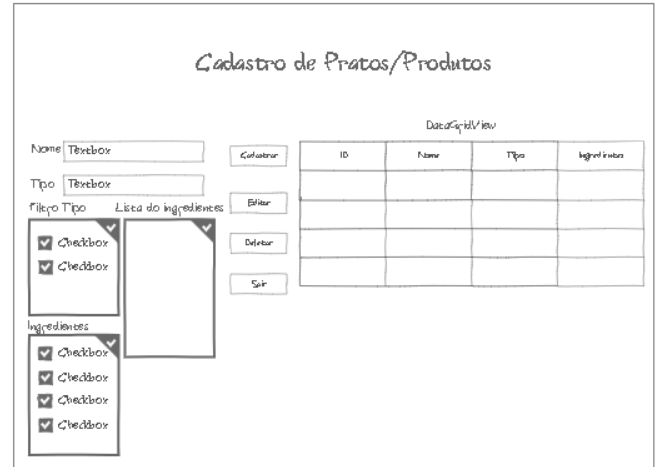 Cadastro de Pratos/Produtos
DataGridView
Nome Textbox
Cadastrar
ID Nome Tipo Ingredientes
Tipo Textbox
Filtro Tipo Lista do ingredientes
Editar
Checkbox
Checkbox
Deletar
Sair
Ingredientes
Checkbox
Checkbox
Checkbox
Checkbox